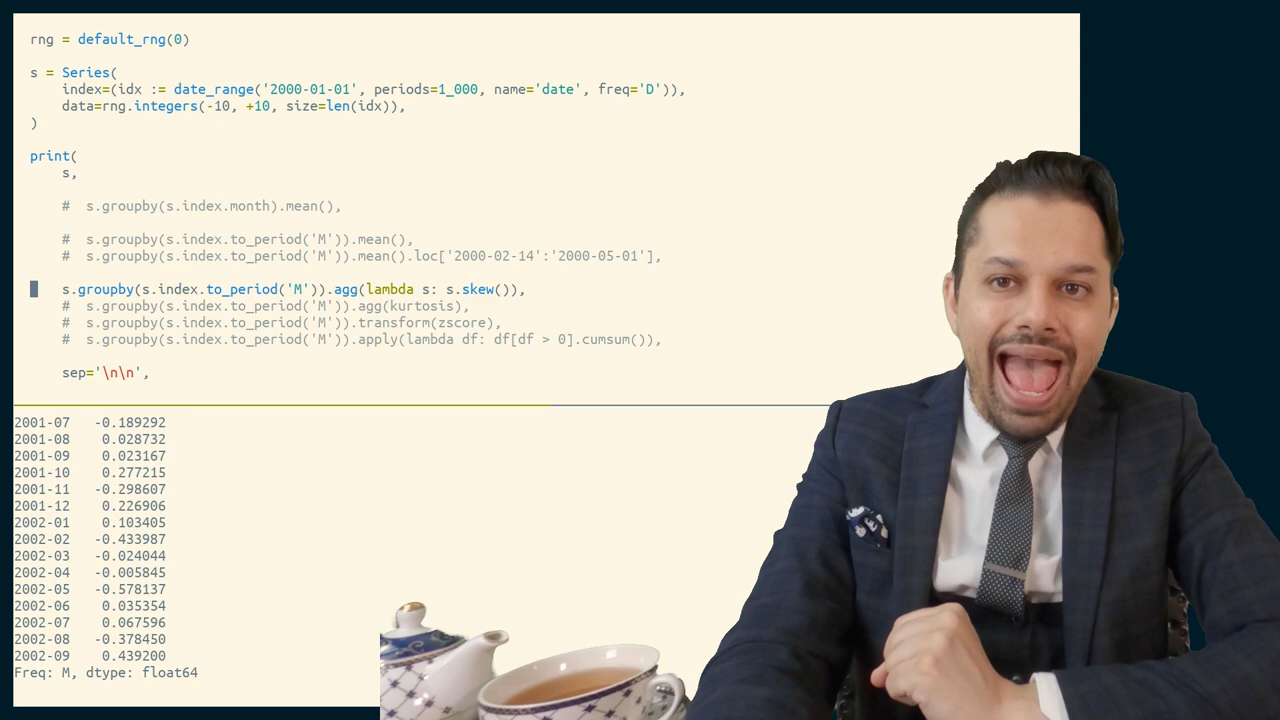 rng = default_rng(0)
s = Series(
    index=(idx := date_range('2000-01-01', periods=1_000, name='date', freq='D')),
    data=rng.integers(-10, +10, size=len(idx)),
)
print(
    s,
    #  s.groupby(s.index.month).mean(),
    #  s.groupby(s.index.to_period('M')).mean(),
    #  s.groupby(s.index.to_period('M')).mean().loc['2000-02-14':'2000-05-01'],
    s.groupby(s.index.to_period('M')).agg(lambda s: s.skew()),
    #  s.groupby(s.index.to_period('M')).agg(kurtosis),
    #  s.groupby(s.index.to_period('M')).transform(zscore),
    #  s.groupby(s.index.to_period('M')).apply(lambda df: df[df > 0].cumsum()),
    sep='\n\n',
2001-07   -0.189292
2001-08    0.028732
2001-09    0.023167
2001-10    0.277215
2001-11   -0.298607
2001-12    0.226906
2002-01    0.103405
2002-02   -0.433987
2002-03   -0.024044
2002-04   -0.005845
2002-05   -0.578137
2002-06    0.035354
2002-07    0.067596
2002-08   -0.378450
2002-09    0.439200
Freq: M, dtype: float64